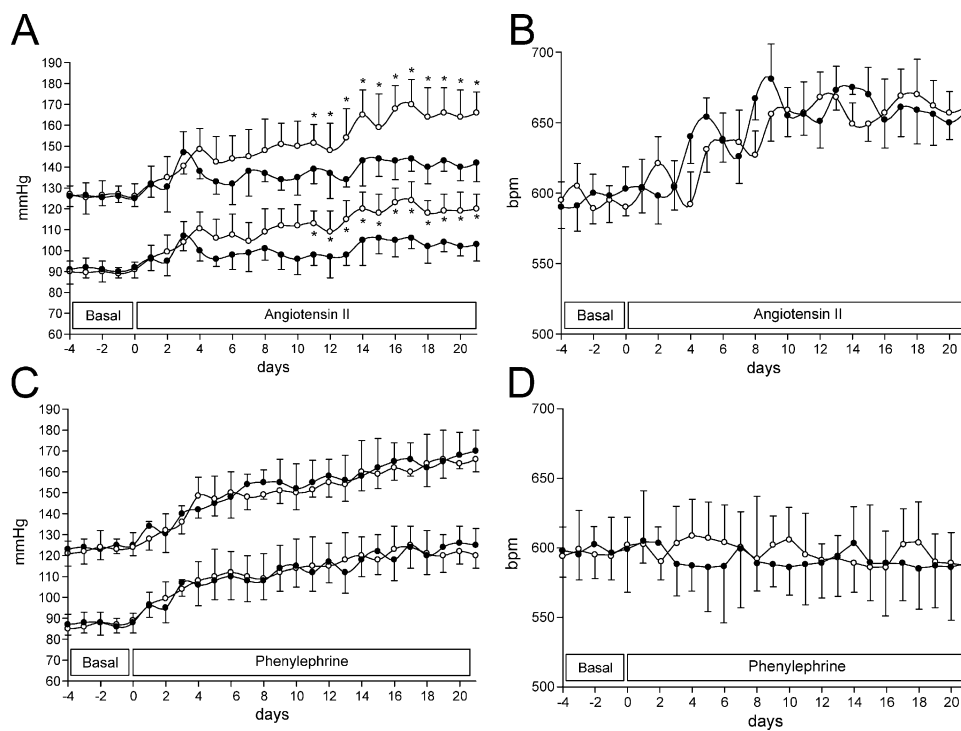 A
mmHg
190
180
170
160
150
140
130
120
110
100
90
80
70
60
* * * * * * * * * * *
* * * * * * * * * * *
Basal
Angiotensin II
-4 -2 0 2 4 6 8 10 12 14 16 18 20
days
B
bpm
700
650
600
550
500
Basal
Angiotensin II
-4 -2 0 2 4 6 8 10 12 14 16 18 20
days
C
mmHg
190
180
170
160
150
140
130
120
110
100
90
80
70
60
Basal
Phenylephrine
-4 -2 0 2 4 6 8 10 12 14 16 18 20
days
D
bpm
700
650
600
550
500
Basal
Phenylephrine
-4 -2 0 2 4 6 8 10 12 14 16 18 20
days